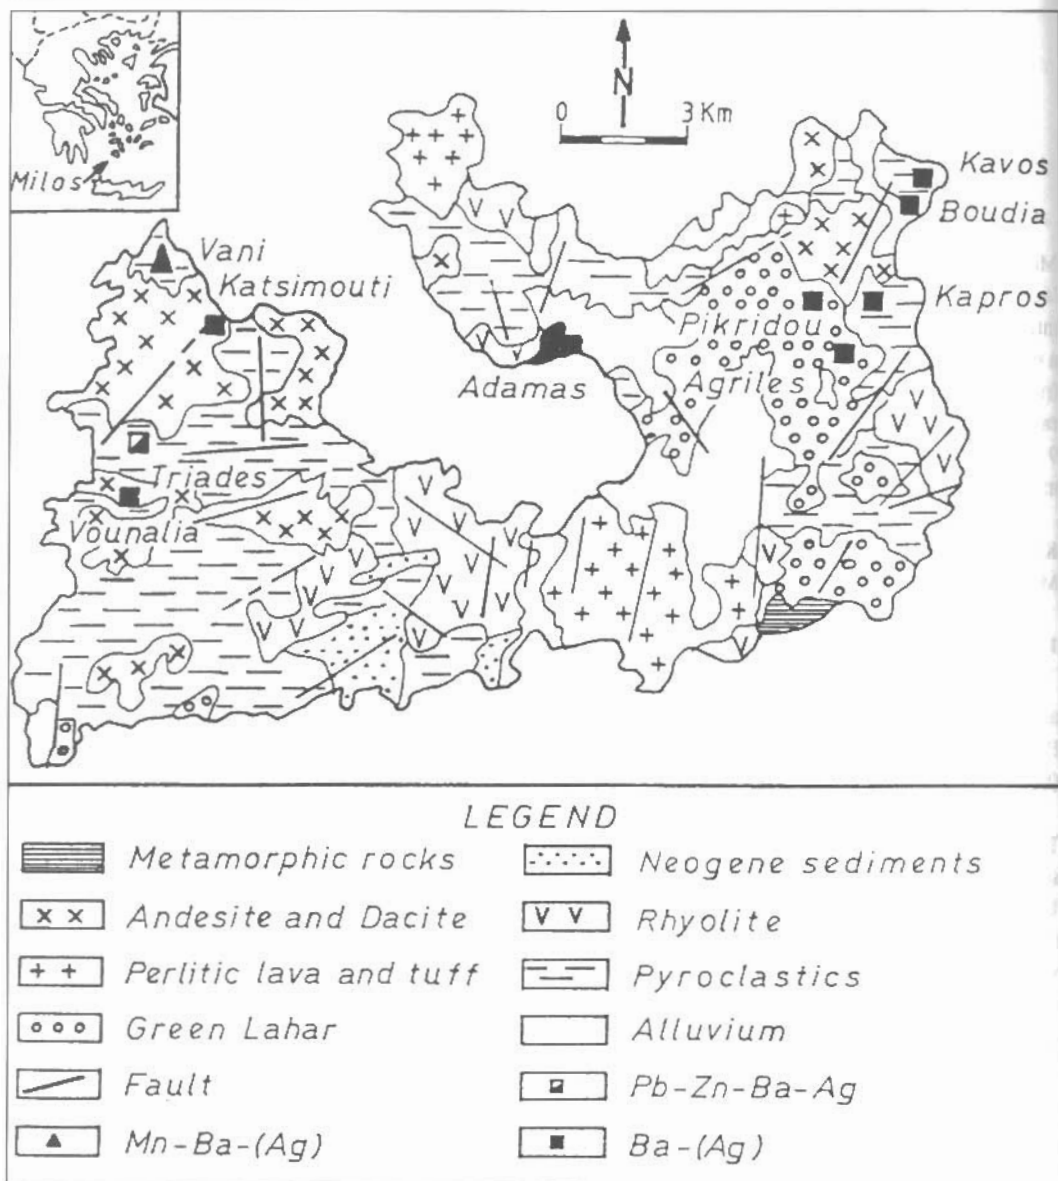 N
0 3 Km
Milos
Kavos
Boudia
Vani
Katsimouti
Kapros
Pikridou
Adamas
Agriles
Triades
Vounalia
LEGEND
Metamorphic rocks
Neogene sediments
Andesite and Dacite
Rhyolite
Perlitic lava and tuff
Pyroclastics
Green Lahar
Alluvium
Fault
Pb-Zn-Ba-Ag
Mn-Ba-(Ag)
Ba-(Ag)